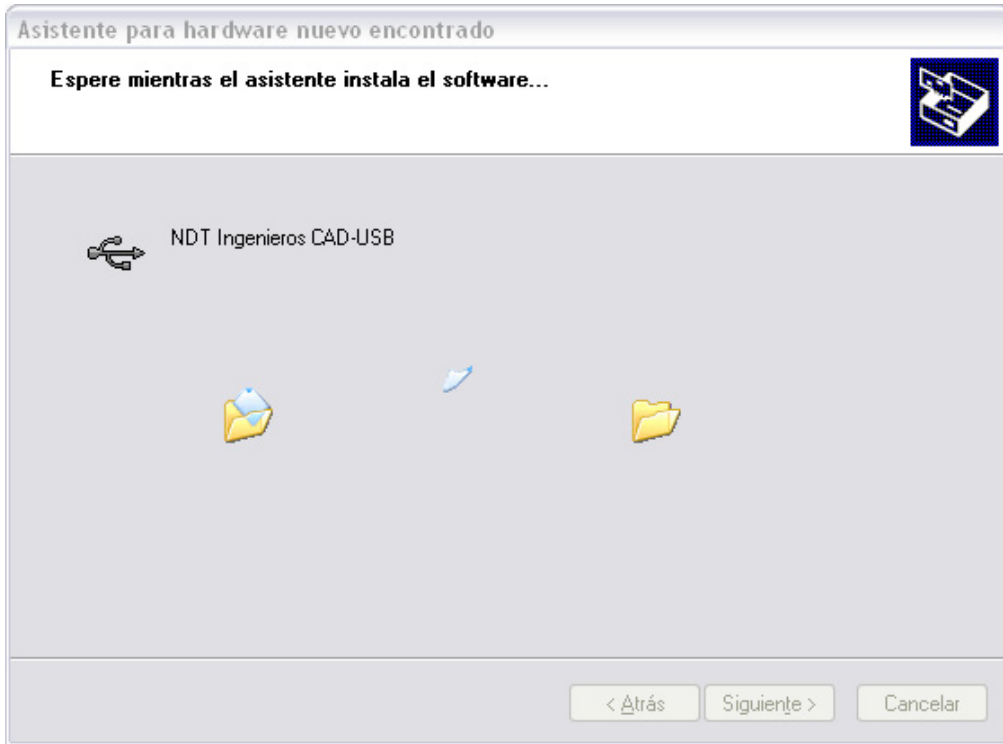 Asistente para hardware nuevo encontrado
Espere mientras el asistente instala el software...
NDT Ingenieros CAD-USB
< Atrás
Siguiente >
Cancelar